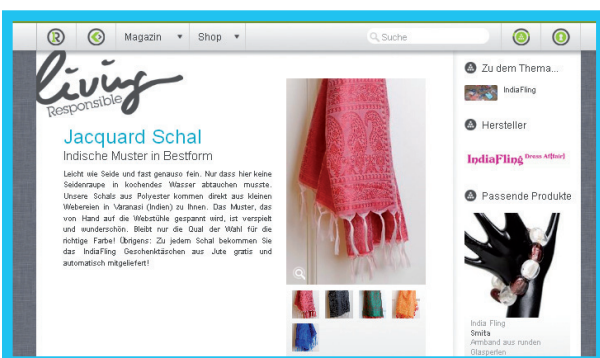 Magazin
Shop
Suche
living
Responsible
Jacquard Schal
Indische Muster in Bestform
Leicht wie Seide und fast genauso fein. Nur dass hier keine
Seidenraupe in kochendes Wasser abtauchen musste.
Unsere Schals aus Polyester kommen direkt aus kleinen
Webereien in Varanasi (Indien) zu Ihnen. Das Muster, das
von Hand auf die Webstühle gespannt wird, ist verspielt
und wunderschön. Bleibt nur die Qual der Wahl für die
richtige Farbe! Übrigens: Zu jedem Schal bekommen Sie
das IndiaFling Geschenktäschen aus Jute gratis und
automatisch mitgeliefert!
Zu dem Thema...
IndiaFling
Hersteller
IndiaFling Dress Af[fair]
Passende Produkte
India Fling
Smita
Armband aus runden
Glasperlen